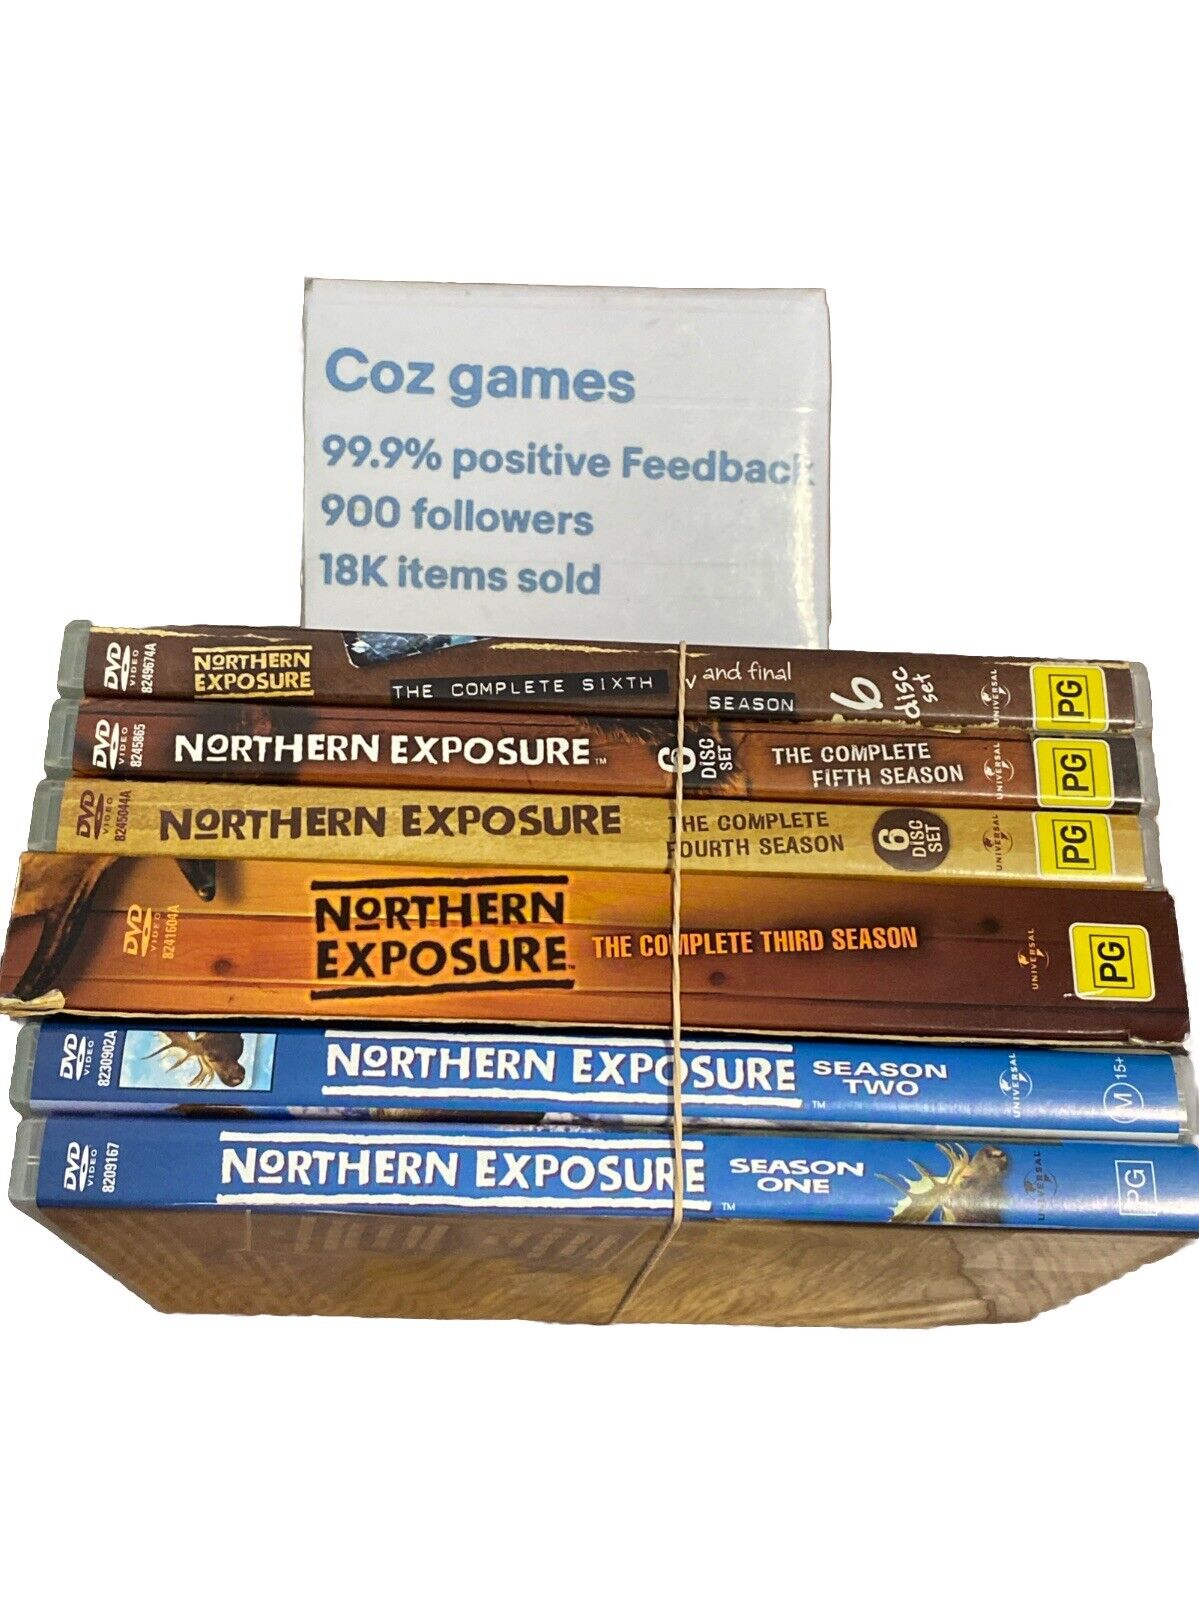 Coz games
99.9% positive Feedback
900 followers
18K items sold
DVD
VIDEO
8249674A
NORTHERN
EXPOSURE
THE COMPLETE SIXTH
and final
SEASON
6
disc
set
UNIVERSAL
PG
DVD
VIDEO
8245865
NORTHERN EXPOSURE™
6
DISC
SET
THE COMPLETE
FIFTH SEASON
UNIVERSAL
PG
DVD
VIDEO
8245044A
NORTHERN EXPOSURE
THE COMPLETE
FOURTH SEASON
6
DISC
SET
UNIVERSAL
PG
DVD
VIDEO
8241604A
NORTHERN
EXPOSURE™
THE COMPLETE THIRD SEASON
UNIVERSAL
PG
DVD
VIDEO
8230902A
NORTHERN EXPOSURE™
SEASON
TWO
UNIVERSAL
M 15+
DVD
VIDEO
8209167
NORTHERN EXPOSURE™
SEASON
ONE
UNIVERSAL
PG